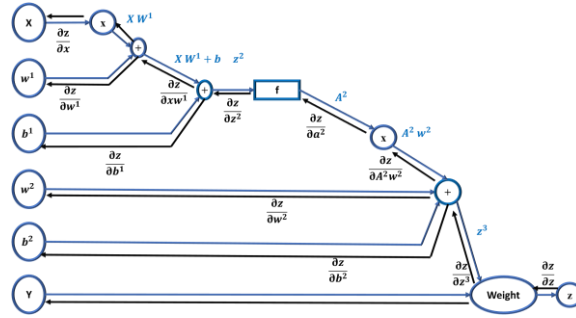 X
x
X W¹
∂z/∂x
+
w¹
∂z/∂w¹
X W¹ + b z²
∂z/∂xw¹
+
∂z/∂z²
f
A²
∂z/∂a²
b¹
∂z/∂b¹
x
A² w²
∂z/∂A²w²
w²
∂z/∂w²
+
z³
b²
∂z/∂b²
∂z/∂z³
∂z/∂z
Y
Weight
z